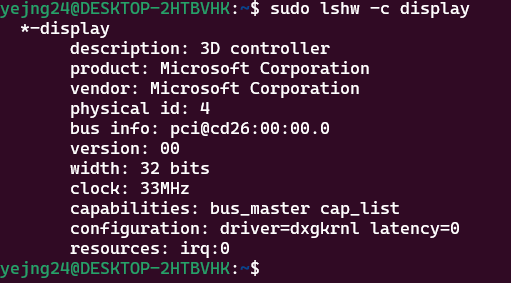 yejng24@DESKTOP-2HTBVHK:~$ sudo lshw -c display
  *-display
       description: 3D controller
       product: Microsoft Corporation
       vendor: Microsoft Corporation
       physical id: 4
       bus info: pci@cd26:00:00.0
       version: 00
       width: 32 bits
       clock: 33MHz
       capabilities: bus_master cap_list
       configuration: driver=dxgkrnl latency=0
       resources: irq:0
yejng24@DESKTOP-2HTBVHK:~$